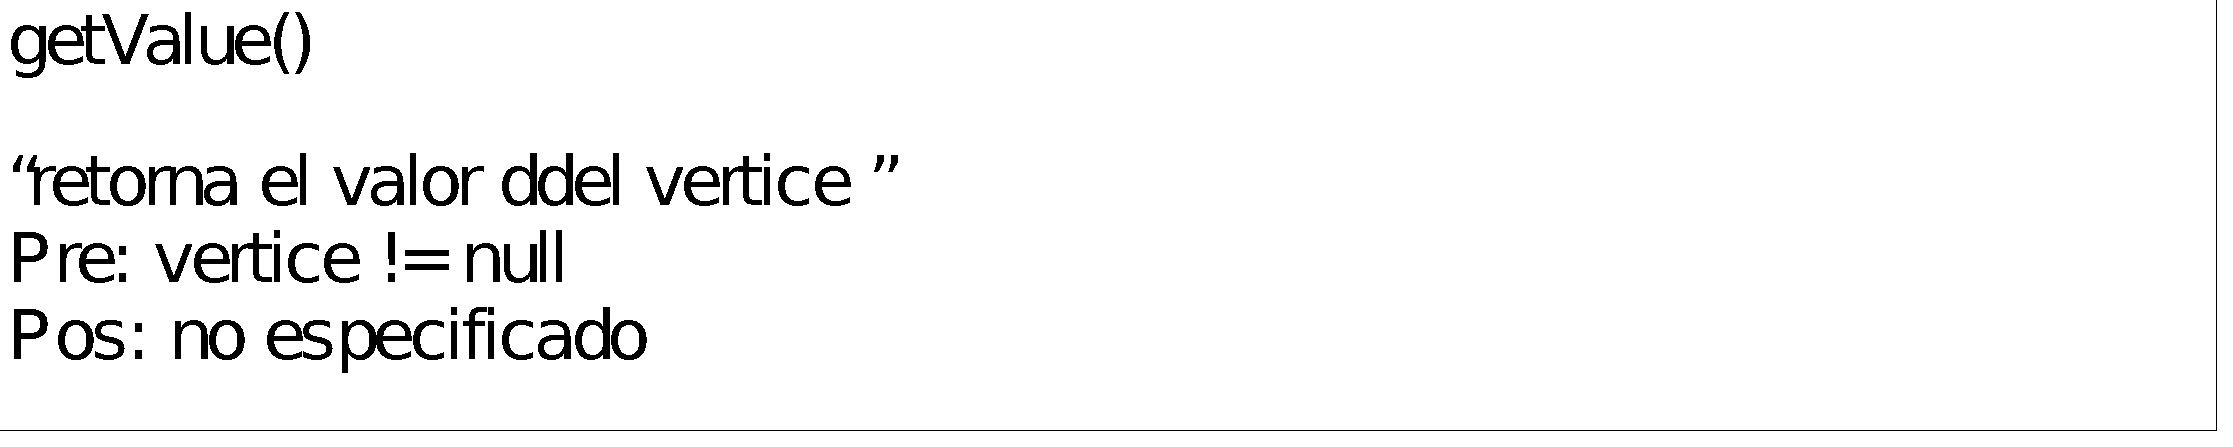 getValue()
“retorna el valor ddel vertice ”
Pre: vertice != null
Pos: no especificado